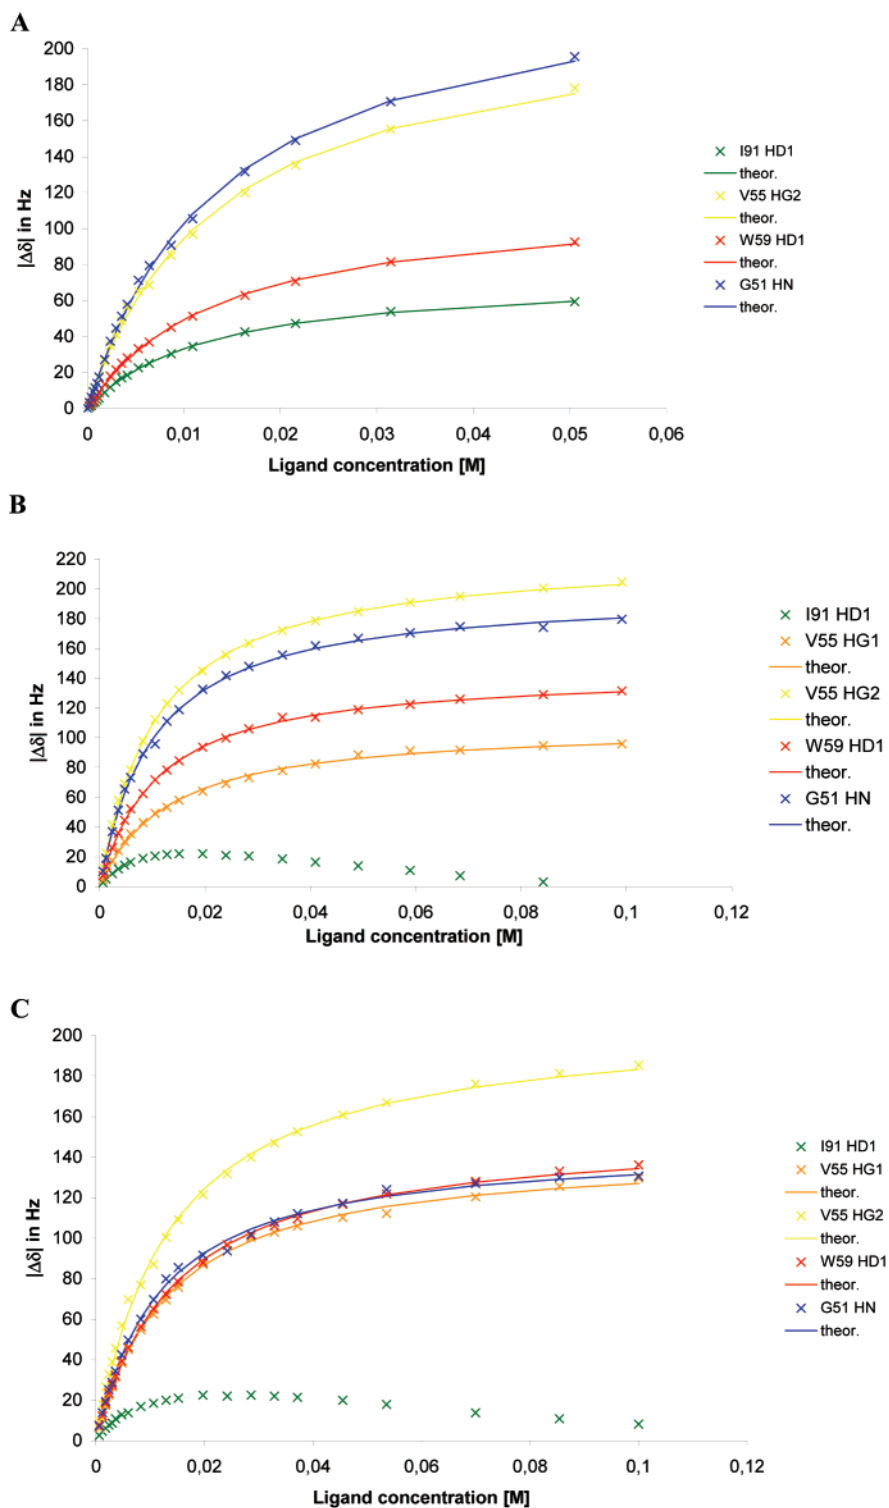 A
|Δδ| in Hz
200
180
160
140
120
100
80
60
40
20
0
0
0,01
0,02
0,03
0,04
0,05
0,06
Ligand concentration [M]
I91 HD1
theor.
V55 HG2
theor.
W59 HD1
theor.
G51 HN
theor.
B
|Δδ| in Hz
220
200
180
160
140
120
100
80
60
40
20
0
0
0,02
0,04
0,06
0,08
0,1
0,12
Ligand concentration [M]
I91 HD1
V55 HG1
theor.
V55 HG2
theor.
W59 HD1
theor.
G51 HN
theor.
C
|Δδ| in Hz
200
180
160
140
120
100
80
60
40
20
0
0
0,02
0,04
0,06
0,08
0,1
0,12
Ligand concentration [M]
I91 HD1
V55 HG1
theor.
V55 HG2
theor.
W59 HD1
theor.
G51 HN
theor.